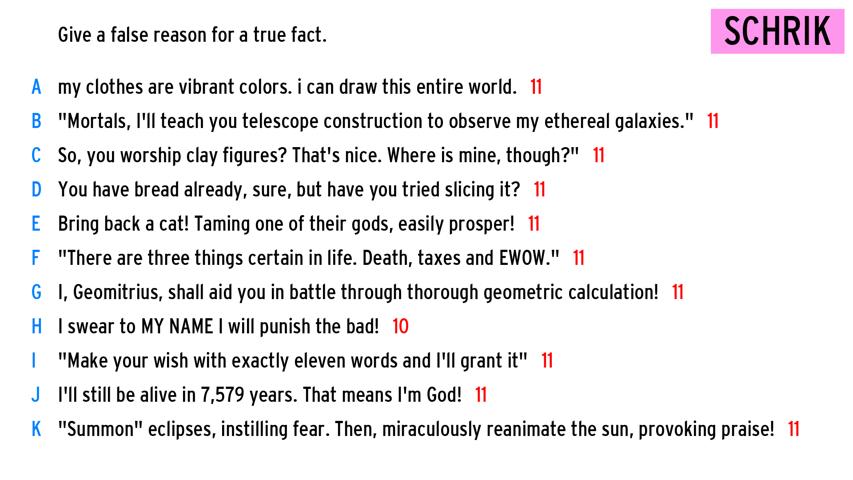 Give a false reason for a true fact.
SCHRIK
A my clothes are vibrant colors. i can draw this entire world. 11
B "Mortals, I'll teach you telescope construction to observe my ethereal galaxies." 11
C So, you worship clay figures? That's nice. Where is mine, though?" 11
D You have bread already, sure, but have you tried slicing it? 11
E Bring back a cat! Taming one of their gods, easily prosper! 11
F "There are three things certain in life. Death, taxes and EWOW." 11
G I, Geomitrius, shall aid you in battle through thorough geometric calculation! 11
H I swear to MY NAME I will punish the bad! 10
I "Make your wish with exactly eleven words and I'll grant it" 11
J I'll still be alive in 7,579 years. That means I'm God! 11
K "Summon" eclipses, instilling fear. Then, miraculously reanimate the sun, provoking praise! 11